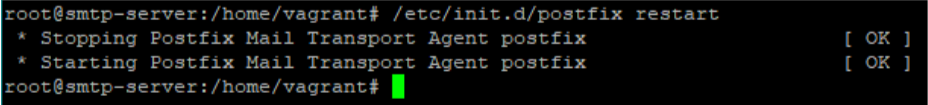 root@smtp-server:/home/vagrant# /etc/init.d/postfix restart
 * Stopping Postfix Mail Transport Agent postfix [ OK ]
 * Starting Postfix Mail Transport Agent postfix [ OK ]
root@smtp-server:/home/vagrant#